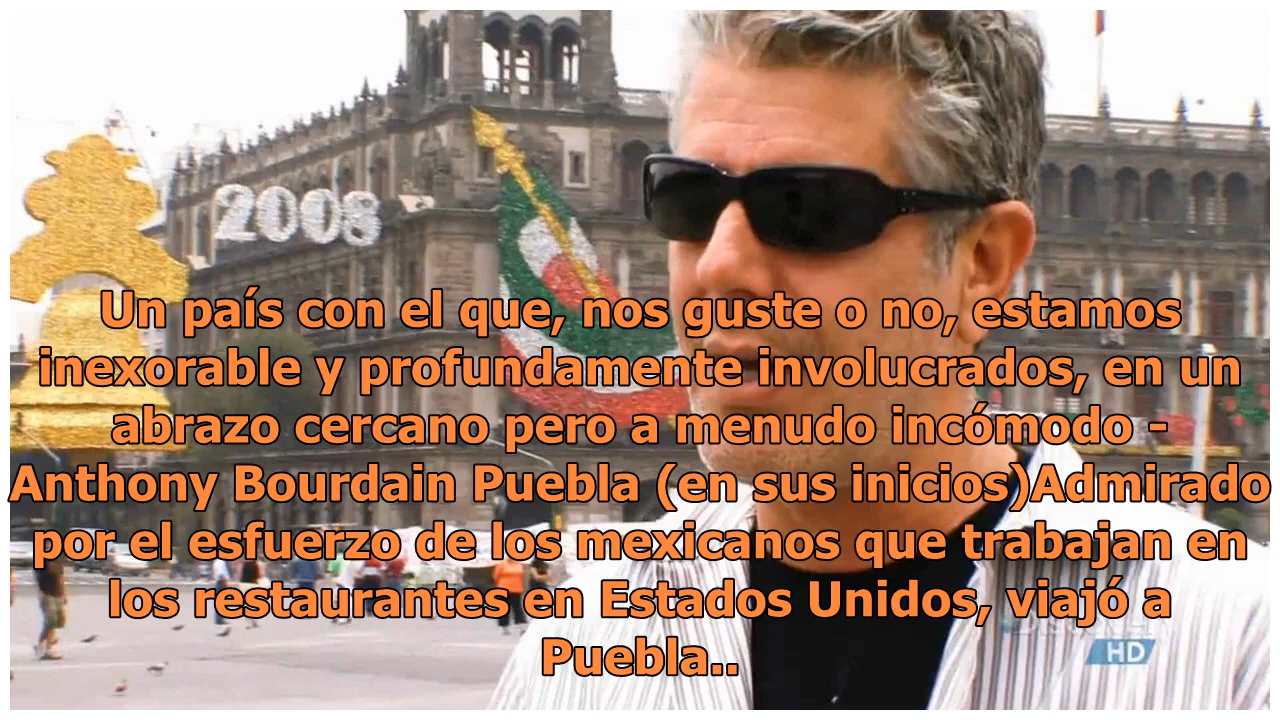 2008
Un país con el que, nos guste o no, estamos
inexorable y profundamente involucrados, en un
abrazo cercano pero a menudo incómodo -
Anthony Bourdain Puebla (en sus inicios)Admirado
por el esfuerzo de los mexicanos que trabajan en
los restaurantes en Estados Unidos, viajó a
Puebla..
HD